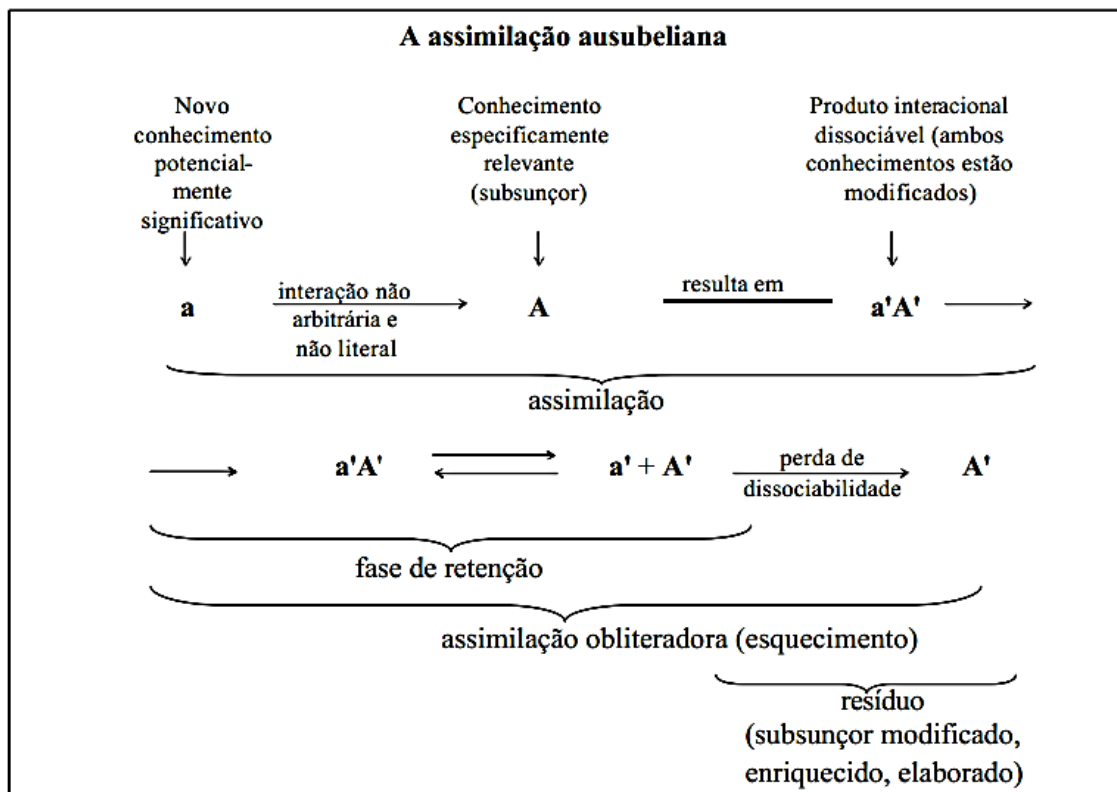 A assimilação ausubeliana
Novo
conhecimento
potencial-
mente
significativo
Conhecimento
especificamente
relevante
(subsunçor)
Produto interacional
dissociável (ambos
conhecimentos estão
modificados)
a
interação não
arbitrária e
não literal
A
resulta em
a'A'
assimilação
a'A'
a' + A'
perda de
dissociabilidade
A'
fase de retenção
assimilação obliteradora (esquecimento)
resíduo
(subsunçor modificado,
enriquecido, elaborado)